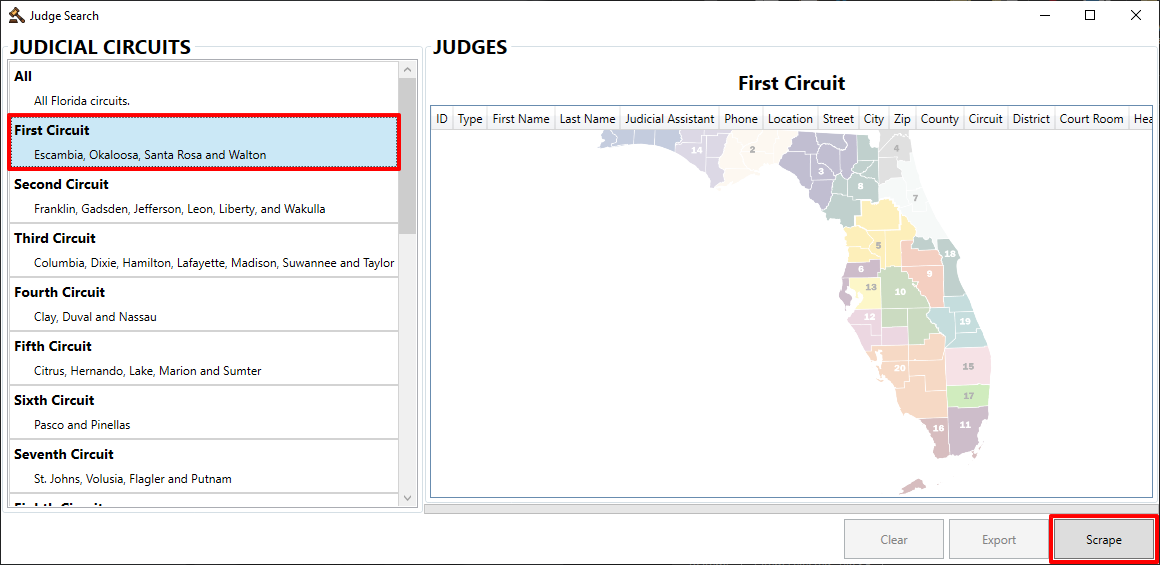 Judge Search
JUDICIAL CIRCUITS
All
All Florida circuits.
First Circuit
Escambia, Okaloosa, Santa Rosa and Walton
Second Circuit
Franklin, Gadsden, Jefferson, Leon, Liberty, and Wakulla
Third Circuit
Columbia, Dixie, Hamilton, Lafayette, Madison, Suwannee and Taylor
Fourth Circuit
Clay, Duval and Nassau
Fifth Circuit
Citrus, Hernando, Lake, Marion and Sumter
Sixth Circuit
Pasco and Pinellas
Seventh Circuit
St. Johns, Volusia, Flagler and Putnam
JUDGES
First Circuit
ID Type First Name Last Name Judicial Assistant Phone Location Street City Zip County Circuit District Court Room Hea
14 2 3 4
8 7
5 18
6 9
13 10
12 19
20 15
17
16 11
Clear Export Scrape